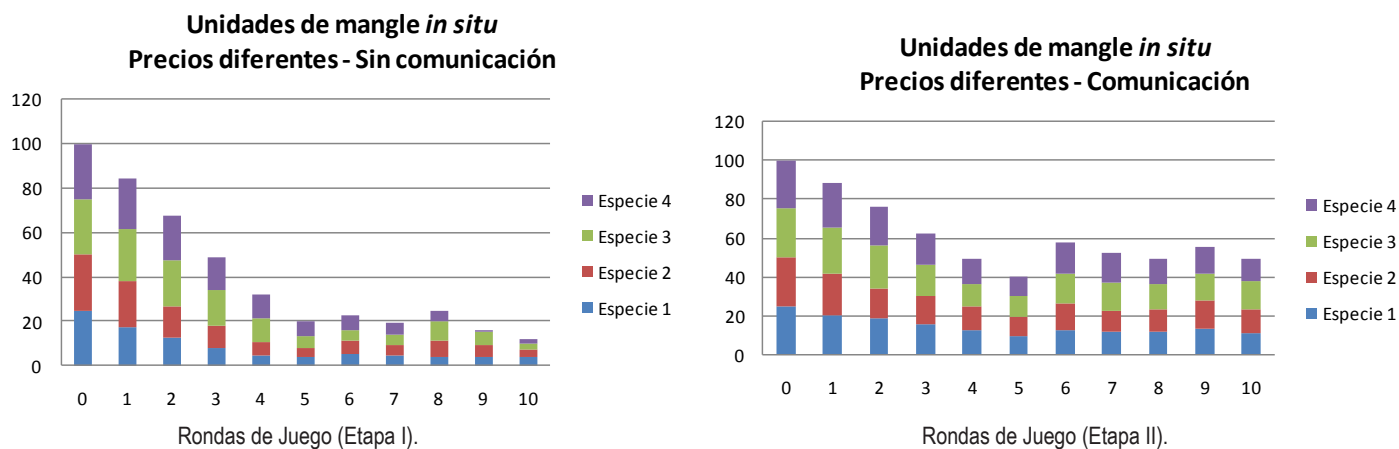 Unidades de mangle in situ
Precios diferentes - Sin comunicación
120
100
80
60
40
20
0
0 1 2 3 4 5 6 7 8 9 10
Especie 4
Especie 3
Especie 2
Especie 1
Rondas de Juego (Etapa I).
Unidades de mangle in situ
Precios diferentes - Comunicación
120
100
80
60
40
20
0
0 1 2 3 4 5 6 7 8 9 10
Especie 4
Especie 3
Especie 2
Especie 1
Rondas de Juego (Etapa II).